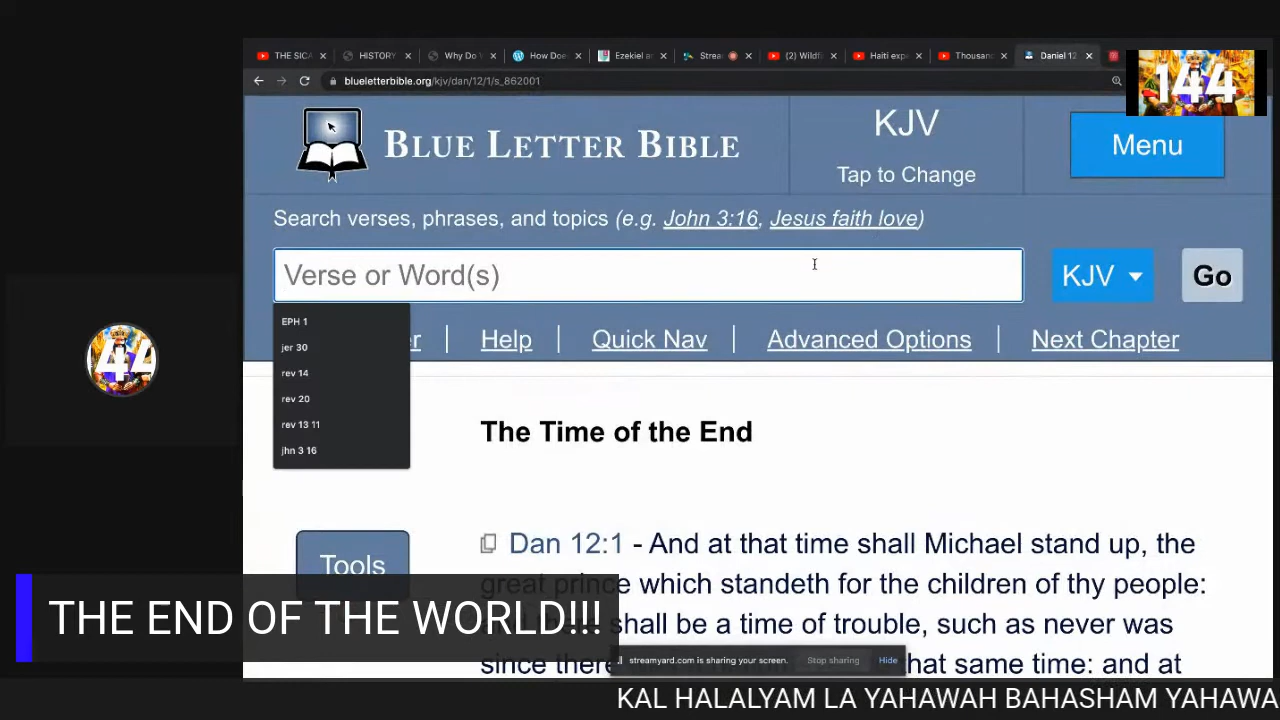 THE SICA
HISTORY
Why Do
How Doe
Ezekiel a
Strea
(2) Wildfi
Haiti exp
Thousan
Daniel 12
blueletterbible.org/kjv/dan/12/1/s_862001
144
BLUE LETTER BIBLE
KJV
Tap to Change
Menu
Search verses, phrases, and topics (e.g. John 3:16, Jesus faith love)
Verse or Word(s)
KJV
Go
EPH 1
jer 30
rev 14
rev 20
rev 13 11
jhn 3 16
er | Help | Quick Nav | Advanced Options | Next Chapter
44
The Time of the End
Tools
Dan 12:1 - And at that time shall Michael stand up, the
great prince which standeth for the children of thy people:
shall be a time of trouble, such as never was
since there hat same time: and at
THE END OF THE WORLD!!!
streamyard.com is sharing your screen. Stop sharing Hide
KAL HALALYAM LA YAHAWAH BAHASHAM YAHAWA